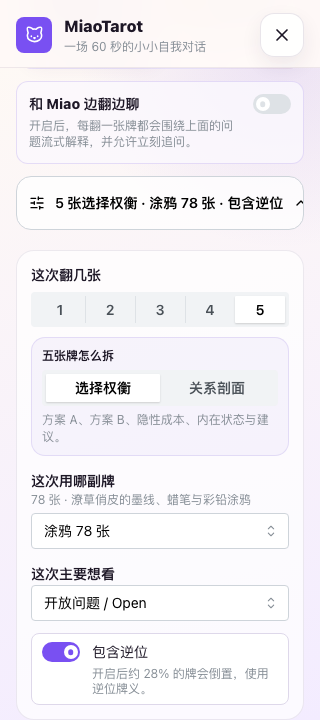 MiaoTarot
一场 60 秒的小小自我对话
和 Miao 边翻边聊
开启后，每翻一张牌都会围绕上面的问
题流式解释，并允许立刻追问。
5 张选择权衡 · 涂鸦 78 张 · 包含逆位
这次翻几张
1 2 3 4 5
五张牌怎么拆
选择权衡 关系剖面
方案 A、方案 B、隐性成本、内在状态与建
议。
这次用哪副牌
78 张 · 潦草俏皮的墨线、蜡笔与彩铅涂鸦
涂鸦 78 张
这次主要想看
开放问题 / Open
包含逆位
开启后约 28% 的牌会倒置，使用
逆位牌义。